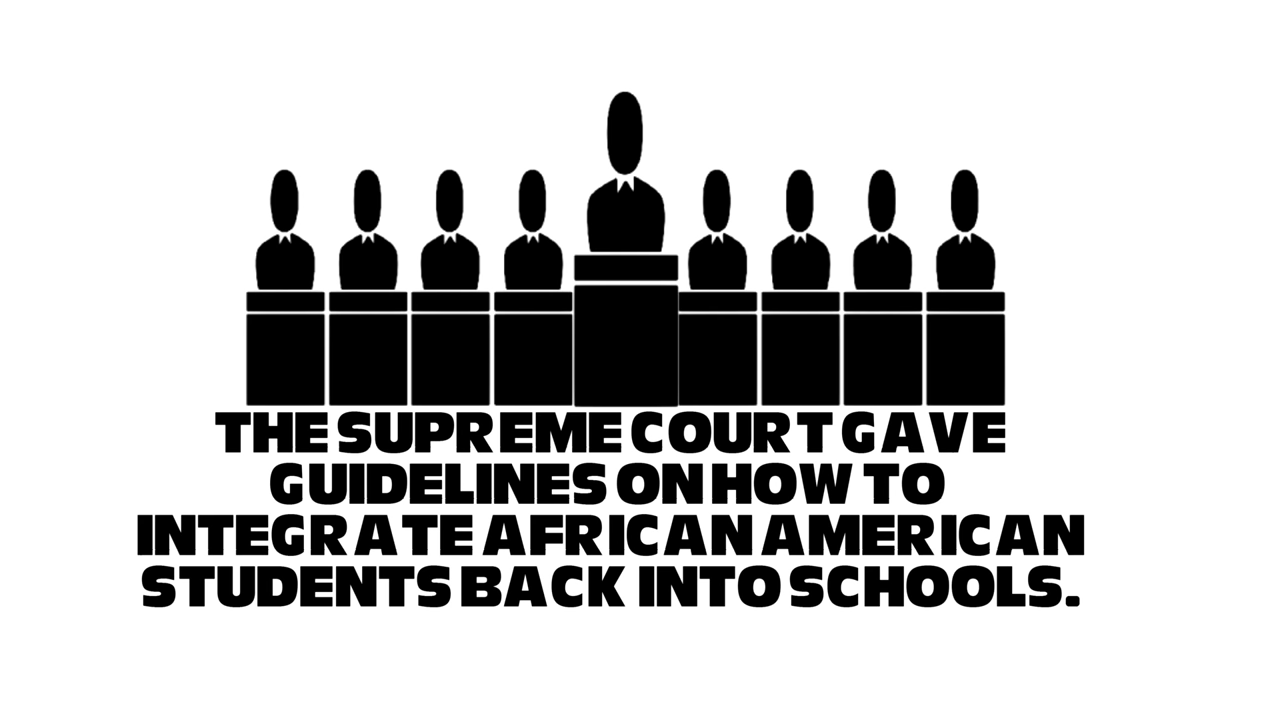 THE SUPREME COURT GAVE
GUIDELINES ON HOW TO
INTEGRATE AFRICAN AMERICAN
STUDENTS BACK INTO SCHOOLS.